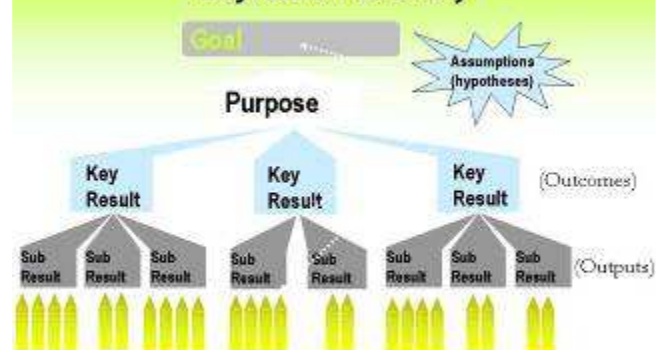 Goal
Assumptions
(hypotheses)
Purpose
Key
Result
Key
Result
Key
Result
(Outcomes)
Sub
Result
Sub
Result
Sub
Result
Sub
Result
Sub
Result
Sub
Result
Sub
Result
Sub
Result
(Outputs)